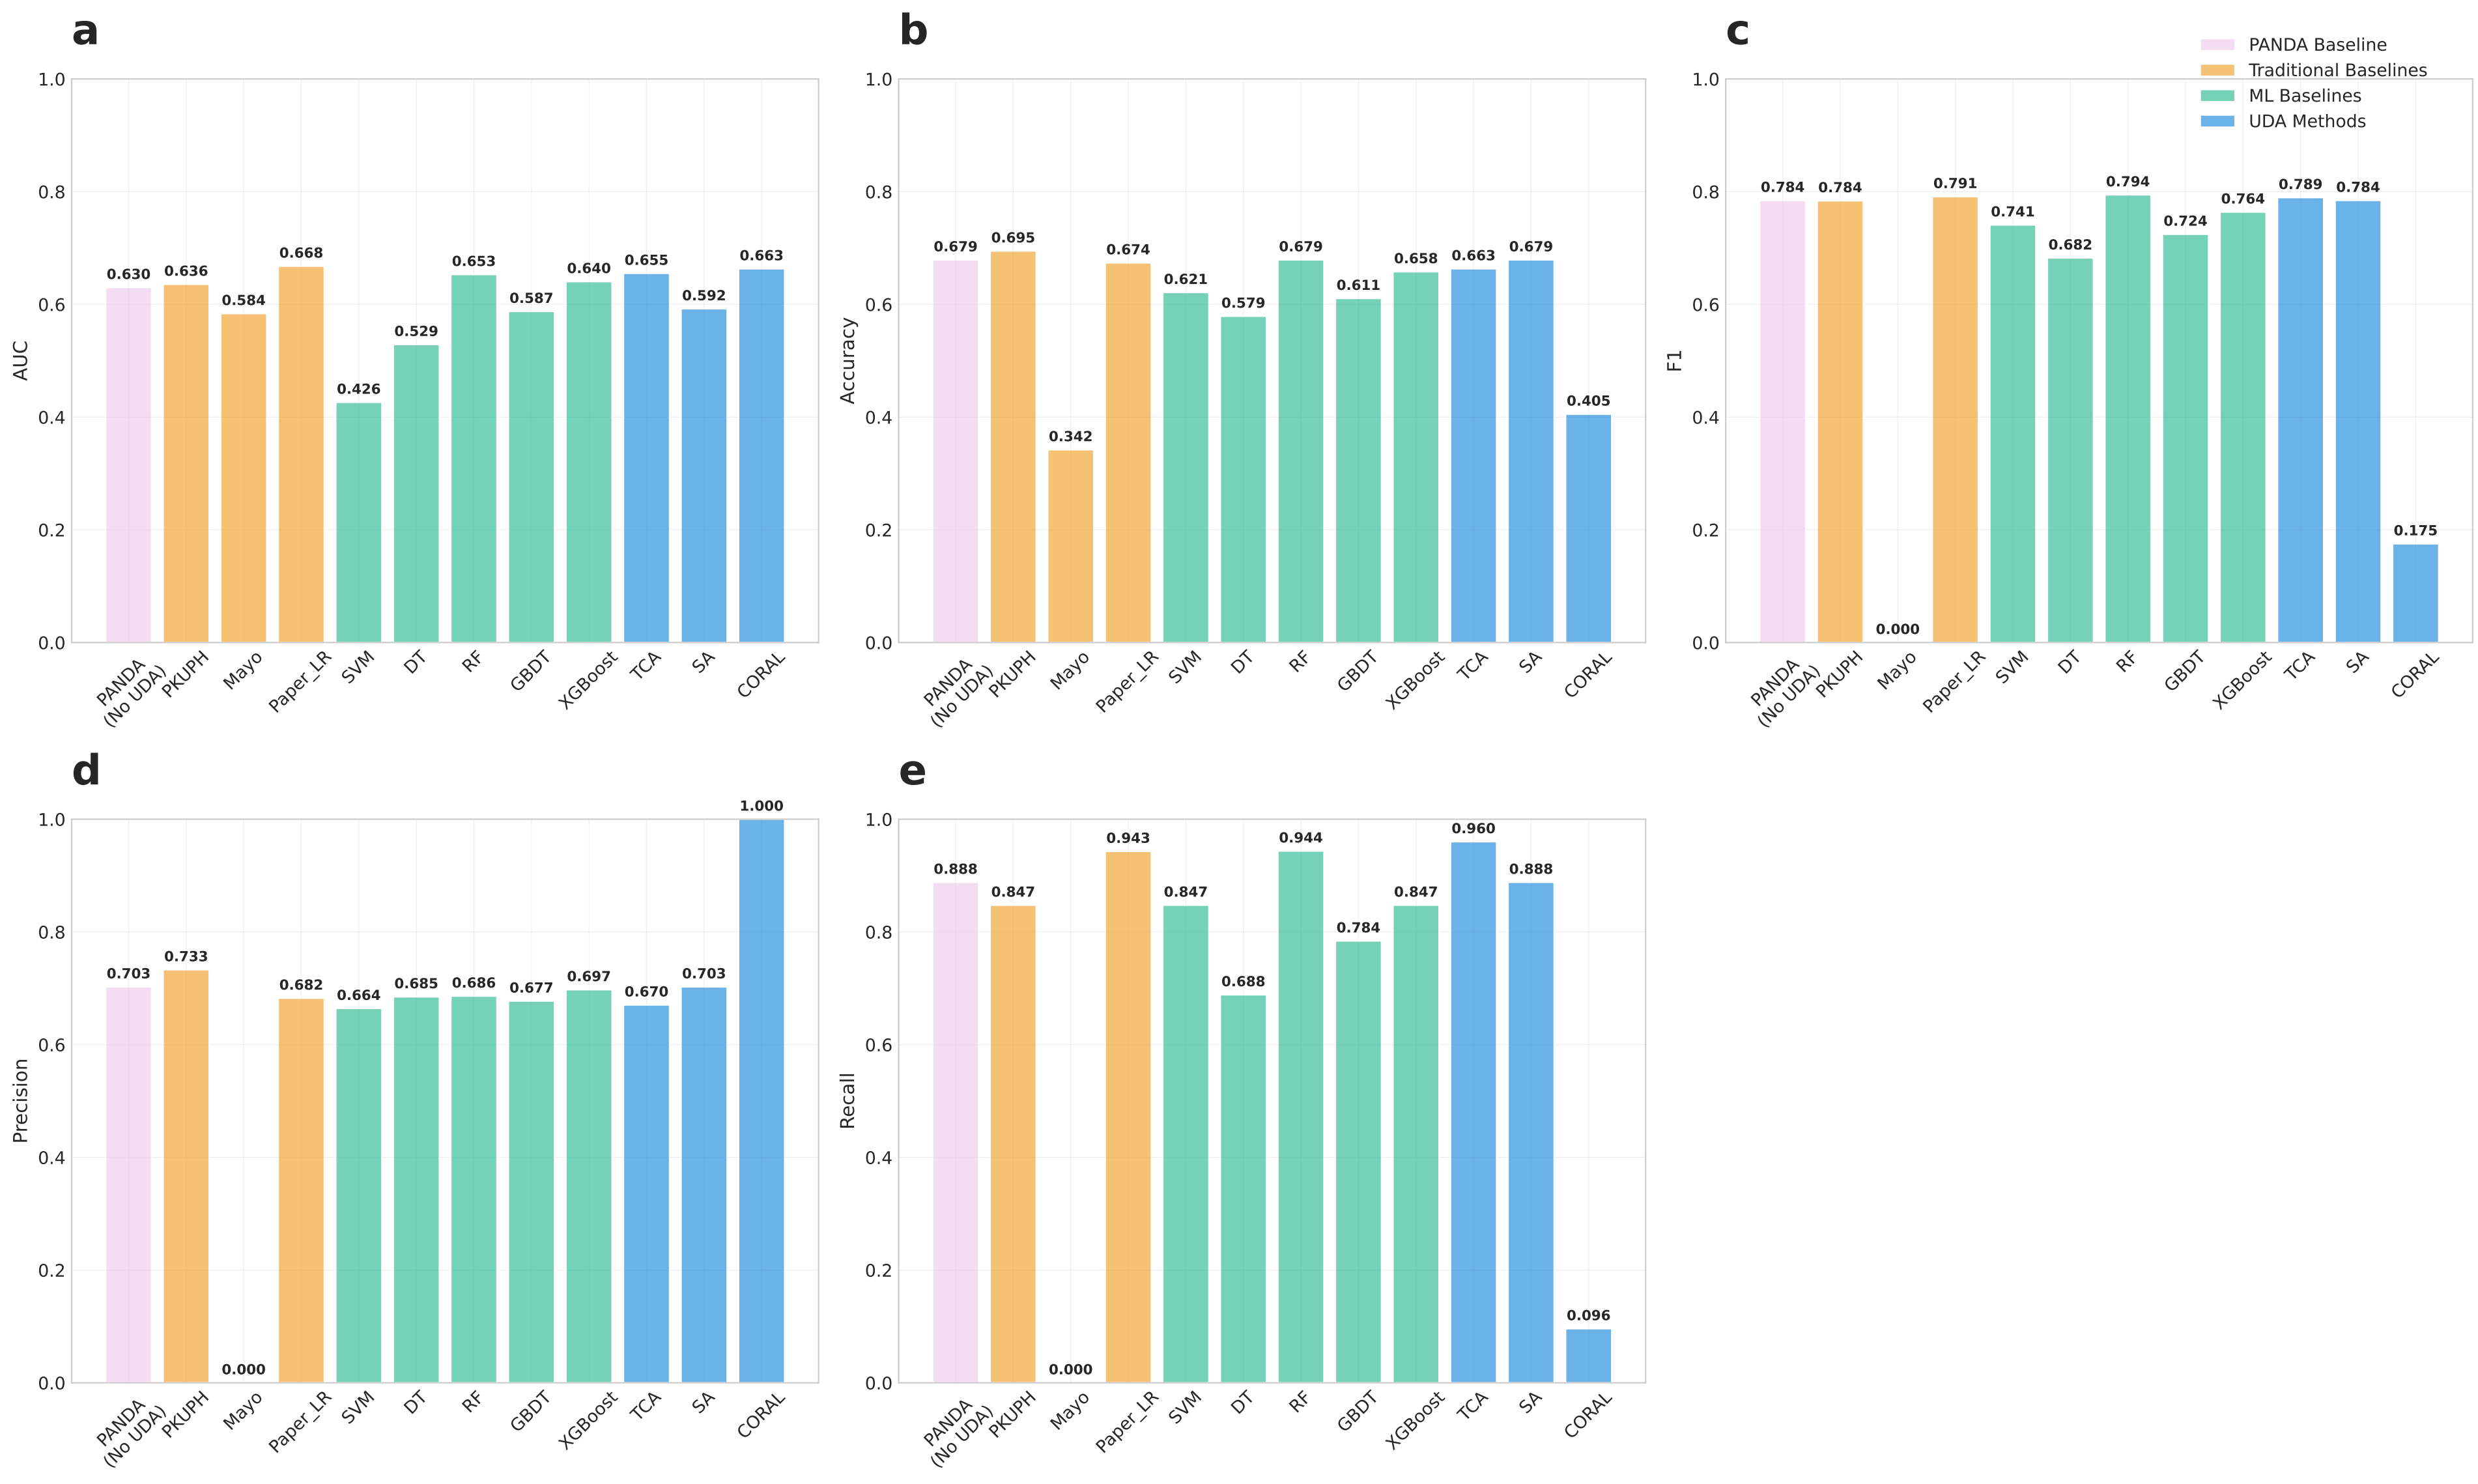 a
1.0
0.8
0.6
0.4
0.2
0.0
AUC
0.630
0.636
0.584
0.668
0.426
0.529
0.653
0.587
0.640
0.655
0.592
0.663
PANDA
(No UDA)
PKUPH
Mayo
Paper_LR
SVM
DT
RF
GBDT
XGBoost
TCA
SA
CORAL
b
1.0
0.8
0.6
0.4
0.2
0.0
Accuracy
0.679
0.695
0.342
0.674
0.621
0.579
0.679
0.611
0.658
0.663
0.679
0.405
PANDA
(No UDA)
PKUPH
Mayo
Paper_LR
SVM
DT
RF
GBDT
XGBoost
TCA
SA
CORAL
c
PANDA Baseline
Traditional Baselines
ML Baselines
UDA Methods
1.0
0.8
0.6
0.4
0.2
0.0
F1
0.784
0.784
0.000
0.791
0.741
0.682
0.794
0.724
0.764
0.789
0.784
0.175
PANDA
(No UDA)
PKUPH
Mayo
Paper_LR
SVM
DT
RF
GBDT
XGBoost
TCA
SA
CORAL
d
1.0
0.8
0.6
0.4
0.2
0.0
Precision
0.703
0.733
0.000
0.682
0.664
0.685
0.686
0.677
0.697
0.670
0.703
1.000
PANDA
(No UDA)
PKUPH
Mayo
Paper_LR
SVM
DT
RF
GBDT
XGBoost
TCA
SA
CORAL
e
1.0
0.8
0.6
0.4
0.2
0.0
Recall
0.888
0.847
0.000
0.943
0.847
0.688
0.944
0.784
0.847
0.960
0.888
0.096
PANDA
(No UDA)
PKUPH
Mayo
Paper_LR
SVM
DT
RF
GBDT
XGBoost
TCA
SA
CORAL